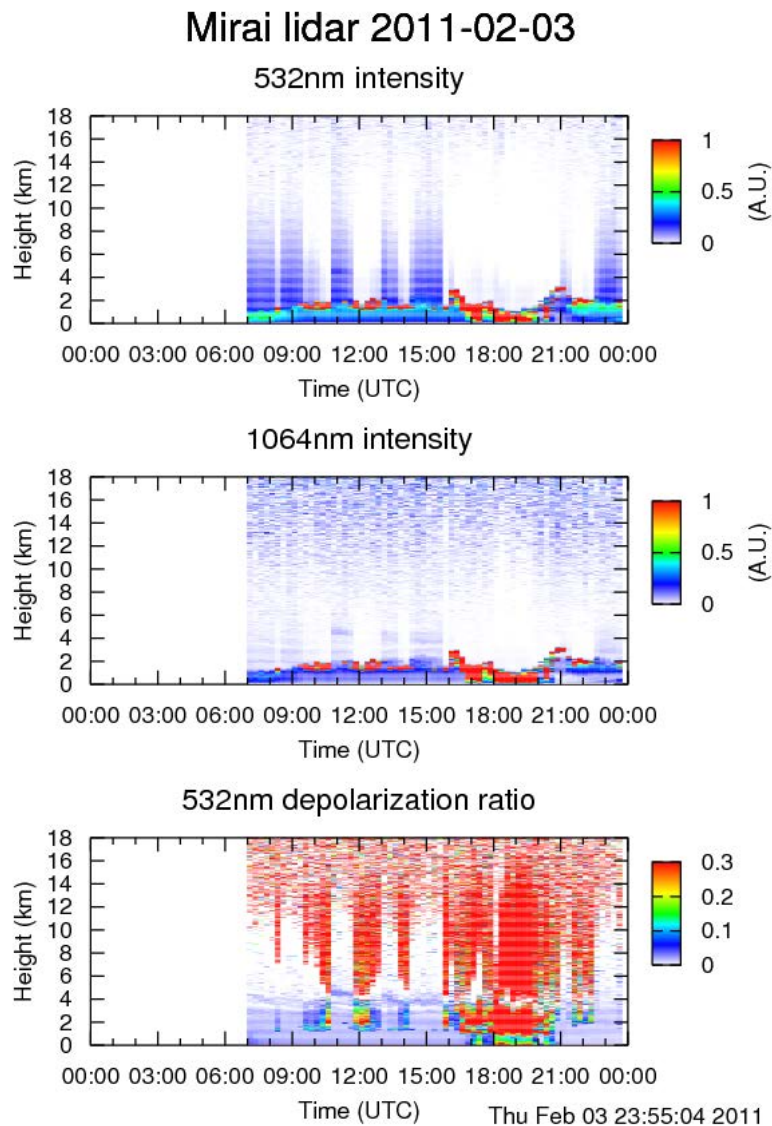 Mirai lidar 2011-02-03
532nm intensity
18
16
14
12
10
8
6
4
2
0
Height (km)
1
0.5
0
(A.U.)
00:00 03:00 06:00 09:00 12:00 15:00 18:00 21:00 00:00
Time (UTC)
1064nm intensity
18
16
14
12
10
8
6
4
2
0
Height (km)
1
0.5
0
(A.U.)
00:00 03:00 06:00 09:00 12:00 15:00 18:00 21:00 00:00
Time (UTC)
532nm depolarization ratio
18
16
14
12
10
8
6
4
2
0
Height (km)
0.3
0.2
0.1
0
00:00 03:00 06:00 09:00 12:00 15:00 18:00 21:00 00:00
Time (UTC)
Thu Feb 03 23:55:04 2011